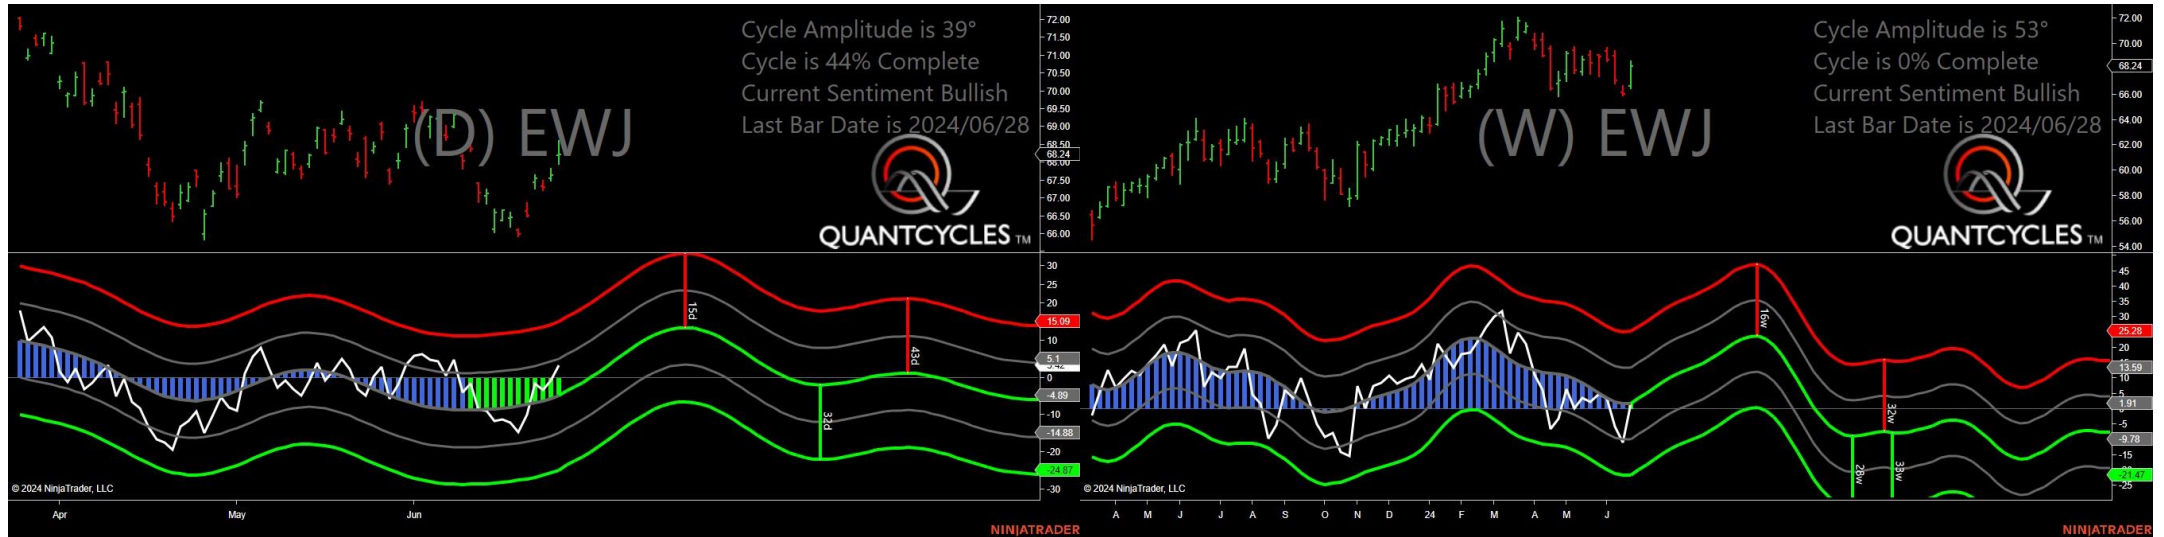 Cycle Amplitude is 39°
Cycle is 44% Complete
Current Sentiment Bullish
Last Bar Date is 2024/06/28
(D) EWJ
QUANTCYCLES TM
72.00
71.50
71.00
70.50
70.00
69.50
69.00
68.50
68.24
68.00
67.50
67.00
66.50
66.00
30
25
20
15.09
10
5.1
3.42
0
-4.89
-10
-14.88
-20
-24.87
-30
15d
32d
43d
© 2024 NinjaTrader, LLC
Apr May Jun
NINJATRADER
Cycle Amplitude is 53°
Cycle is 0% Complete
Current Sentiment Bullish
Last Bar Date is 2024/06/28
(W) EWJ
QUANTCYCLES TM
72.00
70.00
68.24
66.00
64.00
62.00
60.00
58.00
56.00
54.00
45
40
35
30
25.28
20
13.59
10
5
1.91
-5
-9.78
-15
-21.47
-25
16w
28w
32w
33w
© 2024 NinjaTrader, LLC
A M J J A S O N D 24 F M A M J
NINJATRADER